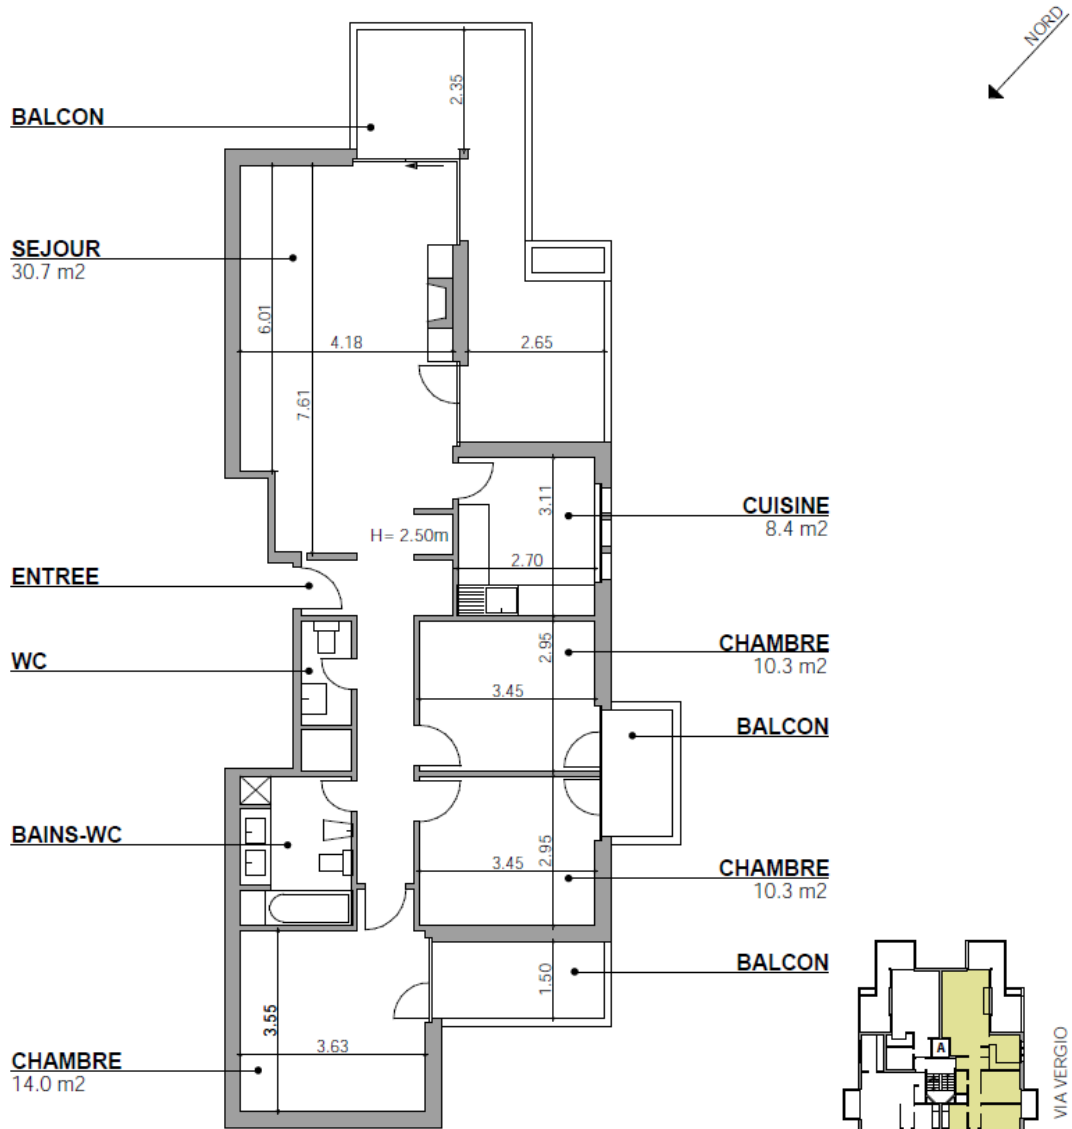 NORD
2.35
BALCON
SEJOUR
30.7 m2
6.01
4.18
2.65
7.61
3.11
CUISINE
8.4 m2
H= 2.50m
2.70
ENTREE
2.95
CHAMBRE
10.3 m2
WC
3.45
BALCON
BAINS-WC
3.45
2.95
CHAMBRE
10.3 m2
BALCON
1.50
3.55
3.63
CHAMBRE
14.0 m2
A
VIA VERGIO